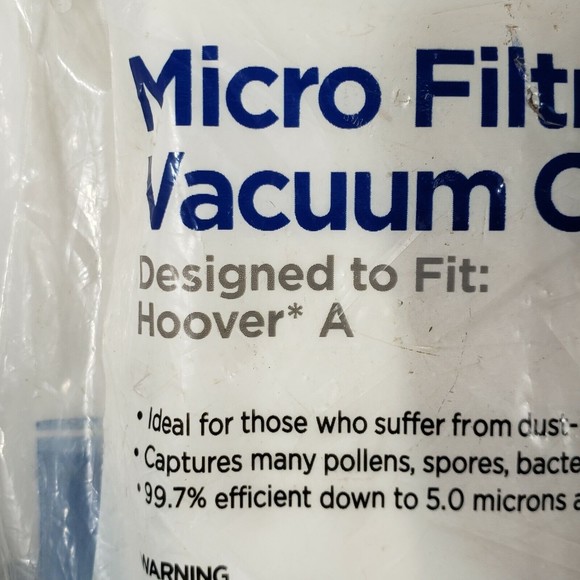 Micro Filt
Vacuum C
Designed to Fit:
Hoover* A
• Ideal for those who suffer from dust-
• Captures many pollens, spores, bacte
• 99.7% efficient down to 5.0 microns a
WARNING